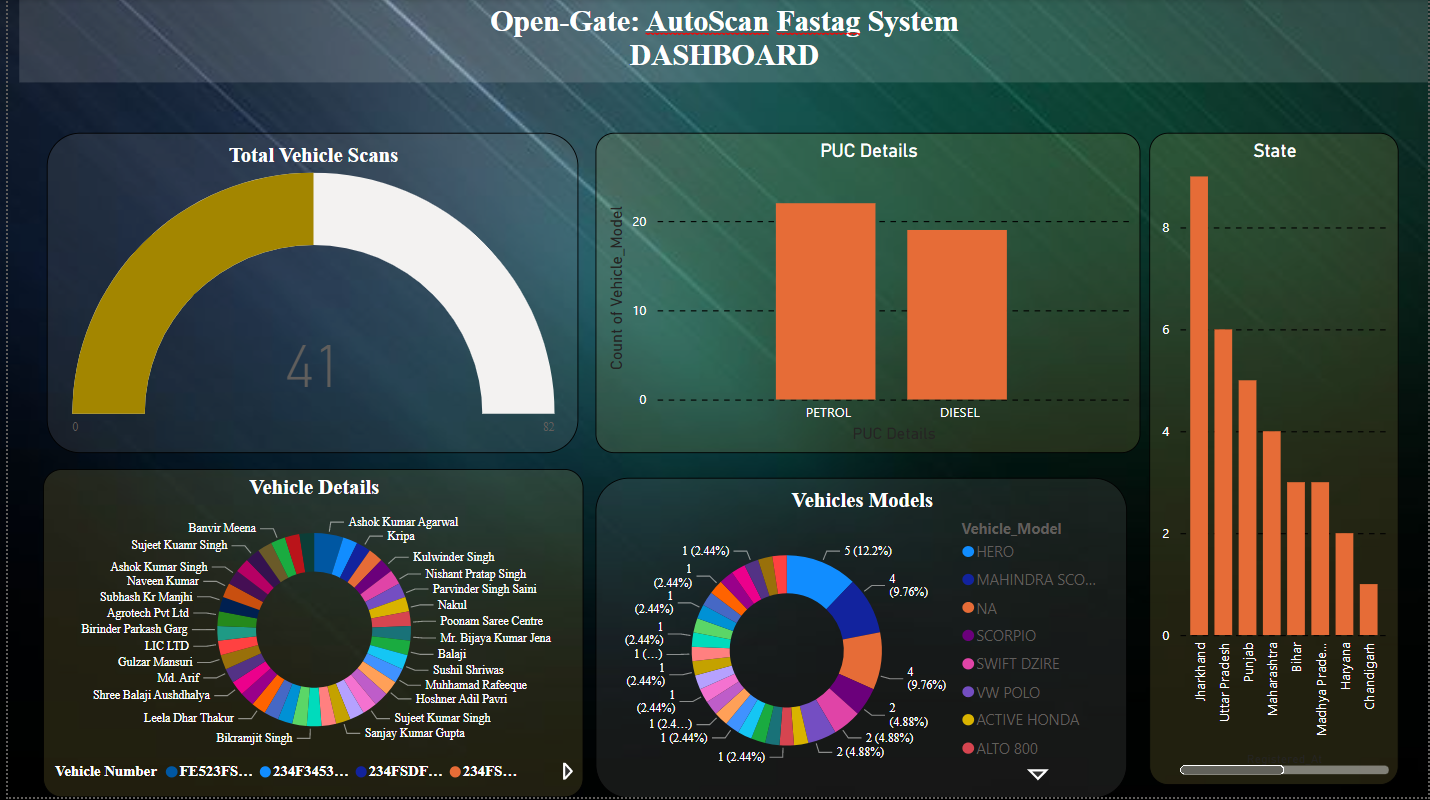 Open-Gate: AutoScan Fastag System
DASHBOARD
Total Vehicle Scans
41
0
82
PUC Details
Count of Vehicle_Model
20
10
0
PETROL
DIESEL
PUC Details
State
8
6
4
2
0
Jharkhand
Uttar Pradesh
Punjab
Maharashtra
Bihar
Madhya Prade...
Haryana
Chandigarh
Vehicle Details
Banvir Meena
Sujeet Kuamr Singh
Ashok Kumar Singh
Naveen Kumar
Subhash Kr Manjhi
Agrotech Pvt Ltd
Birinder Parkash Garg
LIC LTD
Gulzar Mansuri
Md. Arif
Shree Balaji Aushdhalya
Leela Dhar Thakur
Bikramjit Singh
Ashok Kumar Agarwal
Kripa
Kulwinder Singh
Nishant Pratap Singh
Parvinder Singh Saini
Nakul
Poonam Saree Centre
Mr. Bijaya Kumar Jena
Balaji
Sushil Shriwas
Muhhamad Rafeeque
Hoshner Adil Pavri
Sujeet Kumar Singh
Sanjay Kumar Gupta
Vehicle Number
FE523FS...
234F3453...
234FSDF...
234FS...
Vehicles Models
1 (2.44%)
1
(2.44%)
1
(2.44%)
1
(2.44%)
1 (...)
1
(2.44%)
1
(2.44%)
1 (2.4...)
1 (2.44%)
1 (2.44%)
5 (12.2%)
4
(9.76%)
4
(9.76%)
2
(4.88%)
2 (4.88%)
2 (4.88%)
Vehicle_Model
HERO
MAHINDRA SCO...
NA
SCORPIO
SWIFT DZIRE
VW POLO
ACTIVE HONDA
ALTO 800